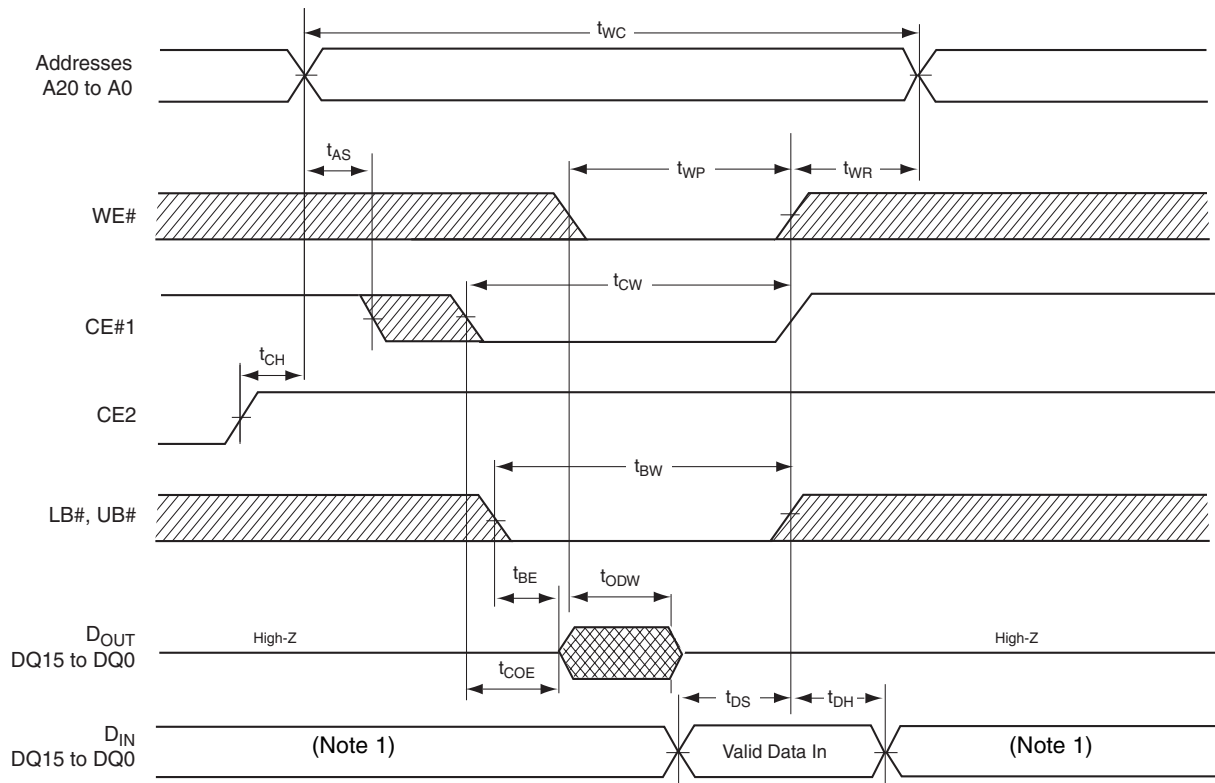 tWC
Addresses
A20 to A0
tAS
tWP
tWR
WE#
tCW
CE#1
tCH
CE2
tBW
LB#, UB#
tBE
tODW
DOUT
DQ15 to DQ0
High-Z
High-Z
tCOE
tDS
tDH
DIN
DQ15 to DQ0
(Note 1)
Valid Data In
(Note 1)